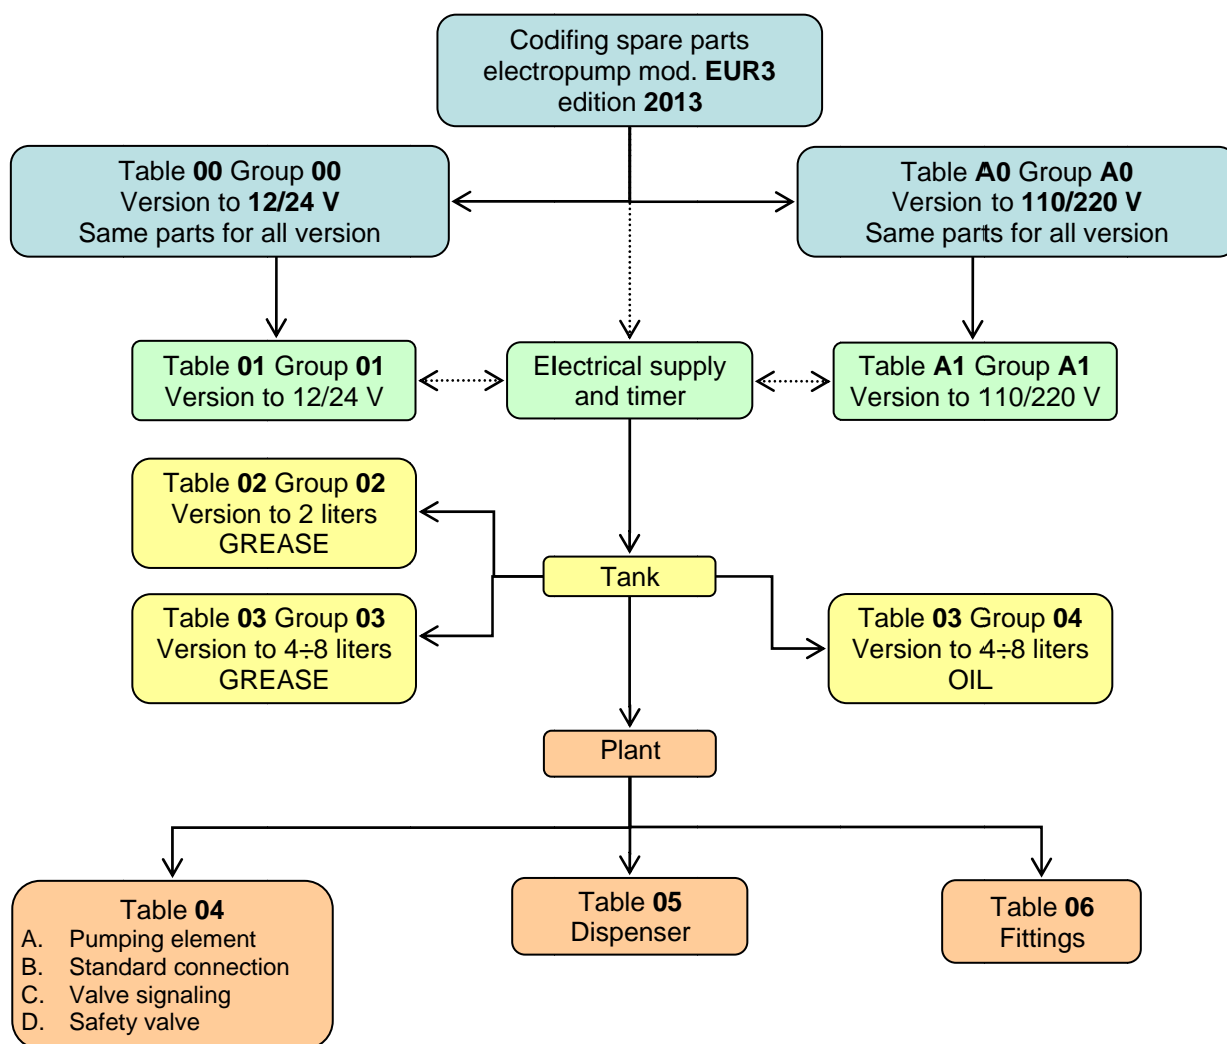 Codifing spare parts
electropump mod. EUR3
edition 2013
Table 00 Group 00
Version to 12/24 V
Same parts for all version
Table A0 Group A0
Version to 110/220 V
Same parts for all version
Table 01 Group 01
Version to 12/24 V
Electrical supply
and timer
Table A1 Group A1
Version to 110/220 V
Table 02 Group 02
Version to 2 liters
GREASE
Tank
Table 03 Group 03
Version to 4÷8 liters
GREASE
Table 03 Group 04
Version to 4÷8 liters
OIL
Plant
Table 04
A. Pumping element
B. Standard connection
C. Valve signaling
D. Safety valve
Table 05
Dispenser
Table 06
Fittings